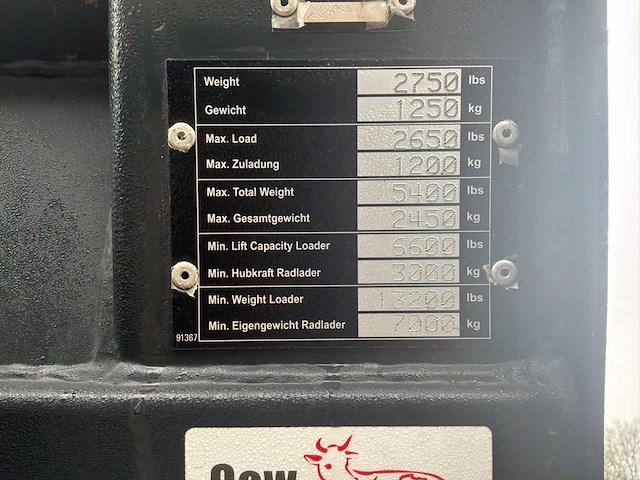 Weight 2750 lbs
Gewicht 1250 kg
Max. Load 2650 lbs
Max. Zuladung 1200 kg
Max. Total Weight 5400 lbs
Max. Gesamtgewicht 2450 kg
Min. Lift Capacity Loader 6600 lbs
Min. Hubkraft Radlader 3000 kg
Min. Weight Loader 13200 lbs
Min. Eigengewicht Radlader 7000 kg
91367
Cow